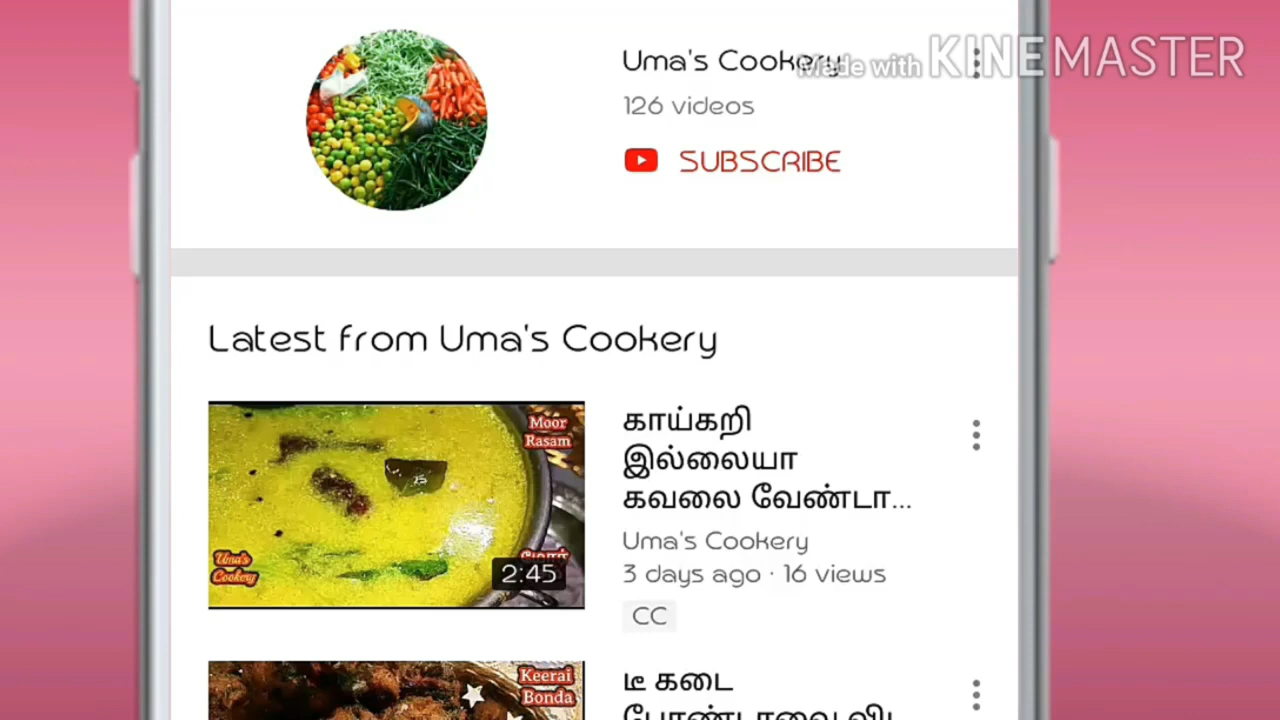 Uma's Cookery
Made with KINEMASTER
126 videos
SUBSCRIBE
Latest from Uma's Cookery
Moor
Rasam
Uma's
Cookery
மோர்
2:45
காய்கறி
இல்லையா
கவலை வேண்டா...
Uma's Cookery
3 days ago · 16 views
CC
Keerai
Bonda
டீ கடை